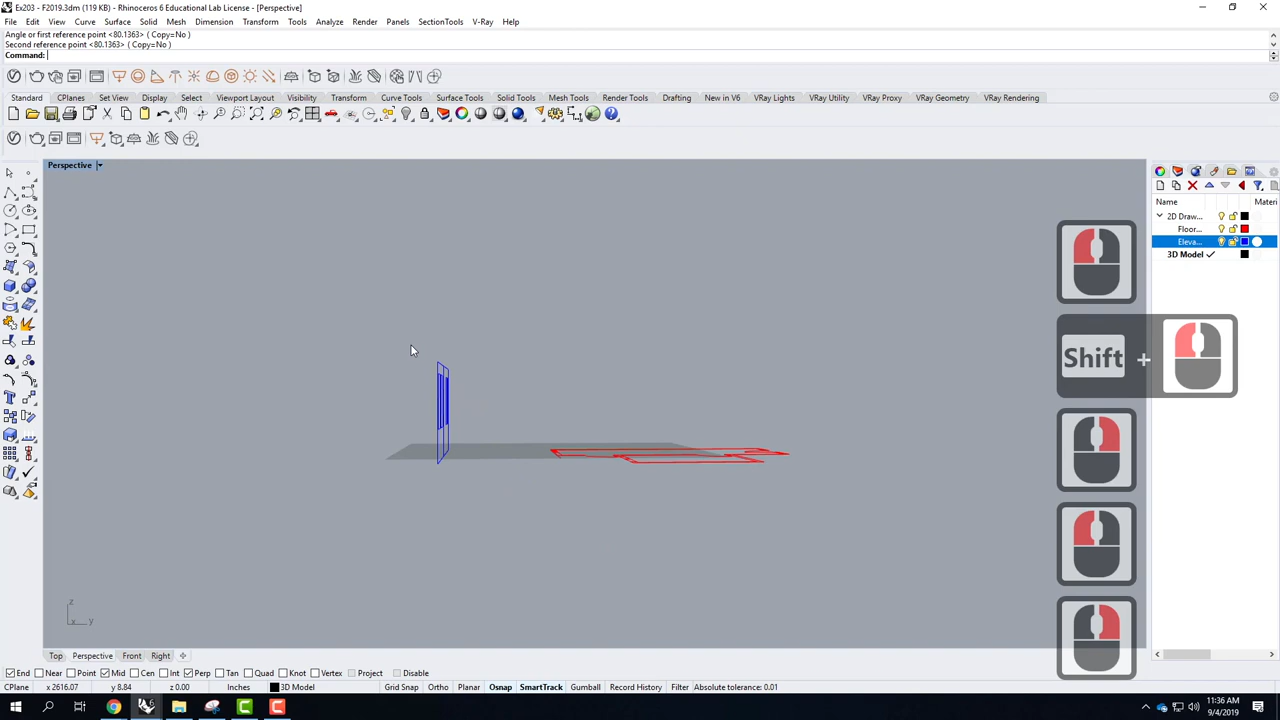 Ex203 - F2019.3dm (119 KB) - Rhinoceros 6 Educational Lab License - [Perspective]
File Edit View Curve Surface Solid Mesh Dimension Transform Tools Analyze Render Panels SectionTools V-Ray Help
Angle or first reference point <80.1363> ( Copy=No )
Second reference point <80.1363> ( Copy=No )
Command:
Standard CPlanes Set View Display Select Viewport Layout Visibility Transform Curve Tools Surface Tools Solid Tools Mesh Tools Render Tools Drafting New in V6 VRay Lights VRay Utility VRay Proxy VRay Geometry VRay Rendering
Perspective
Name Materi
2D Draw...
Floor...
Eleva...
3D Model
Shift +
z
x y
Top Perspective Front Right
End Near Point Mid Cen Int Perp Tan Quad Knot Vertex Project Disable
CPlane x 2616.07 y 8.84 z 0.00 Inches 3D Model Grid Snap Ortho Planar Osnap SmartTrack Gumball Record History Filter Absolute tolerance: 0.01
11:36 AM
9/4/2019